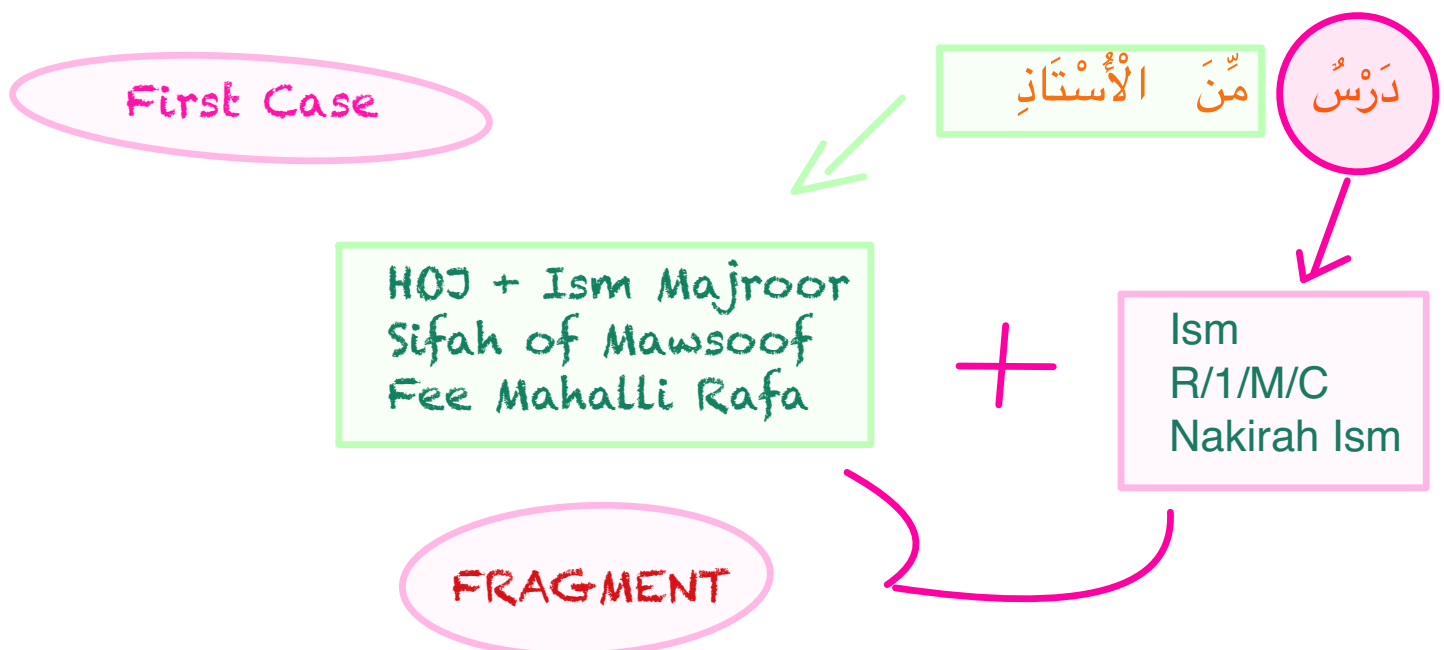 First Case
دَرْسٌ مِّنَ الْأُسْتَاذِ
HOJ + Ism Majroor
Sifah of Mawsoof
Fee Mahalli Rafa
Ism
R/1/M/C
Nakirah Ism
FRAGMENT